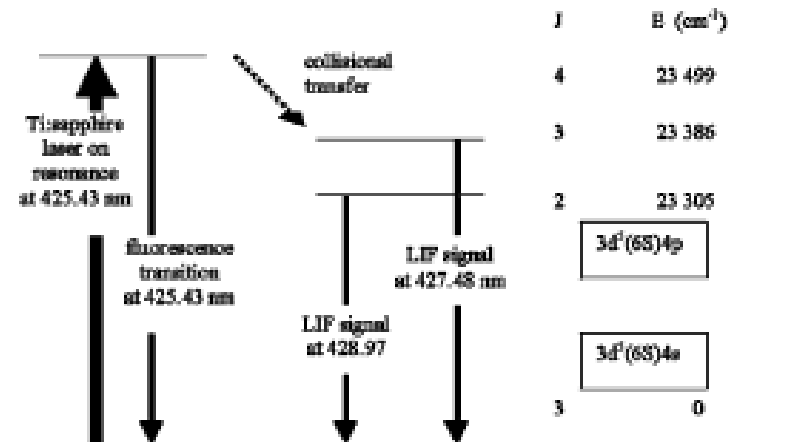 J E (cm⁻¹)
collisional
transfer
4 23 499
Ti:sapphire
laser on
resonance
at 425.43 nm
3 23 386
2 23 305
fluorescence
transition
at 425.43 nm
LIF signal
at 427.48 nm
3d⁵(6S)4p
LIF signal
at 428.97
3d⁵(6S)4s
3 0